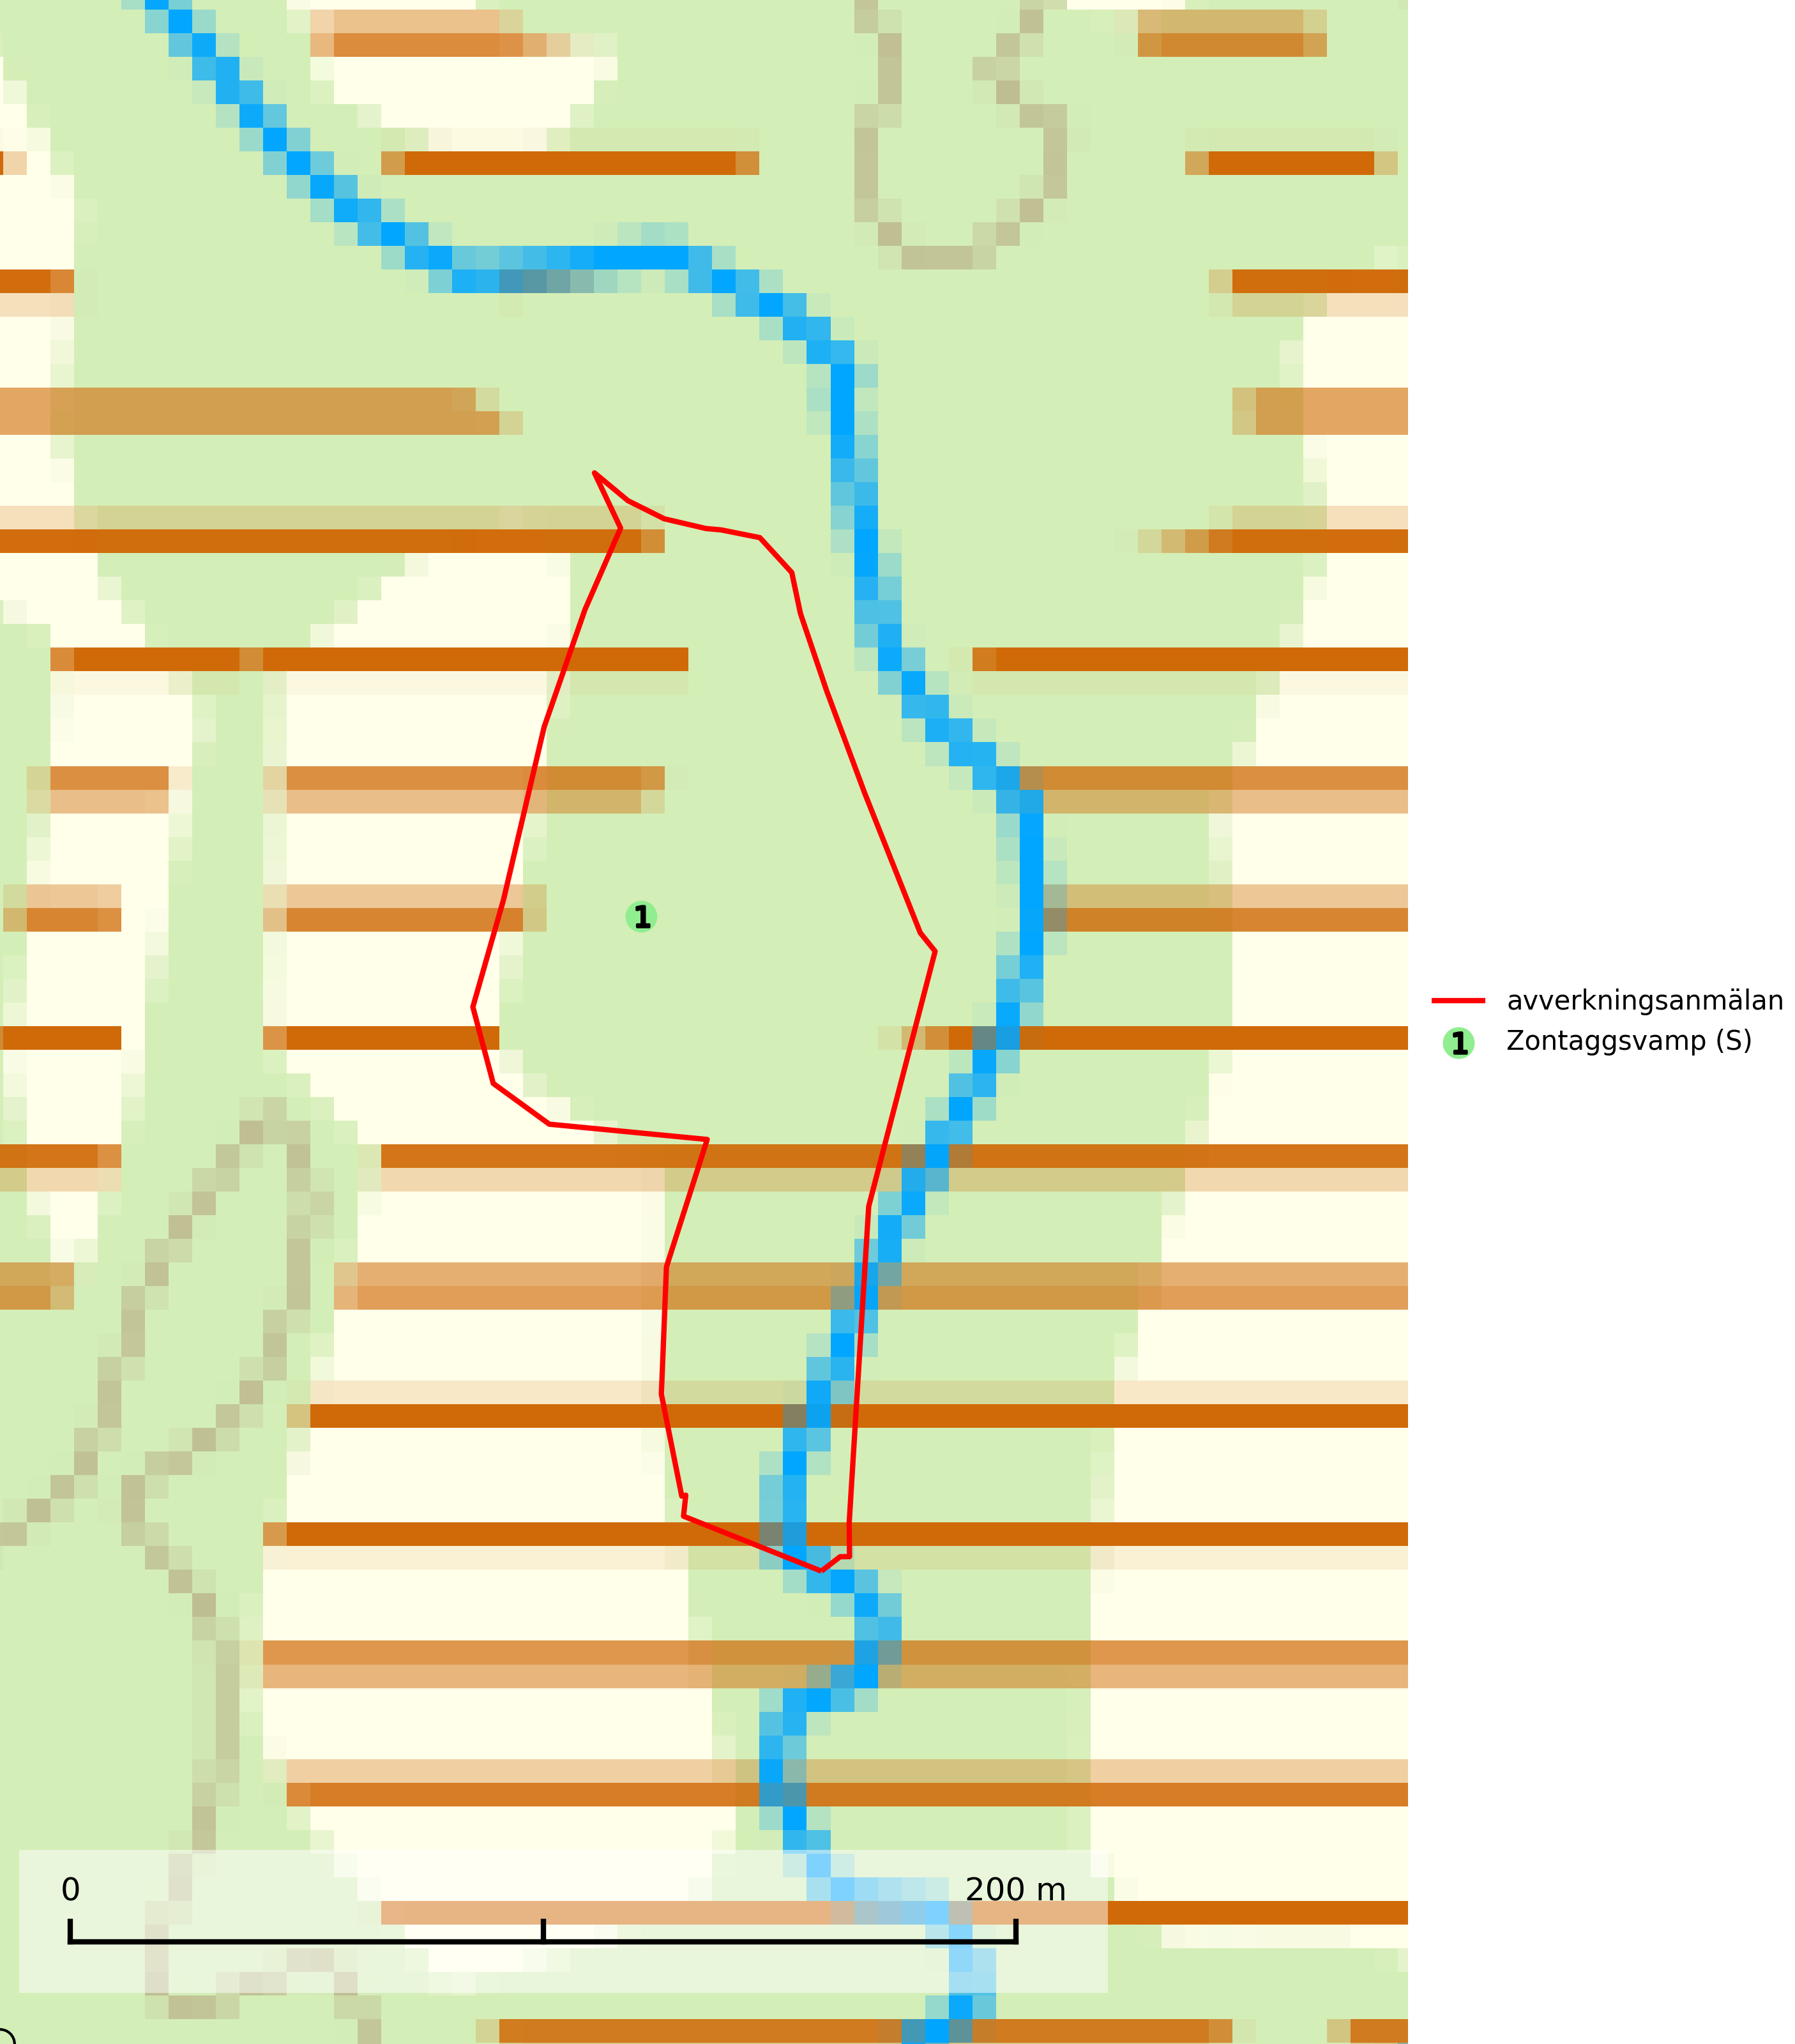 1
avverkningsanmälan
1 Zontaggsvamp (S)
0 200 m